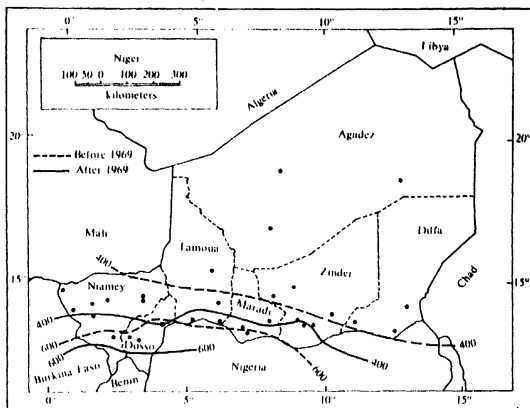 0° 5° 10° 15°
Niger
100 50 0 100 200 300
kilometers
Libya
Algeria
Agadez
20° 20°
Before 1969
After 1969
Mali
Tamoua
Diffa
400
Zinder
Chad
15° 15°
Niamey
Maradi
400
600
600
Dosso
600
600
400
400
Burkina Faso
Benin
Nigeria
0° 5° 10° 15°